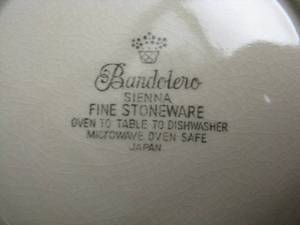 Bandolero
SIENNA
FINE STONEWARE
OVEN TO TABLE TO DISHWASHER
MICROWAVE OVEN SAFE
JAPAN